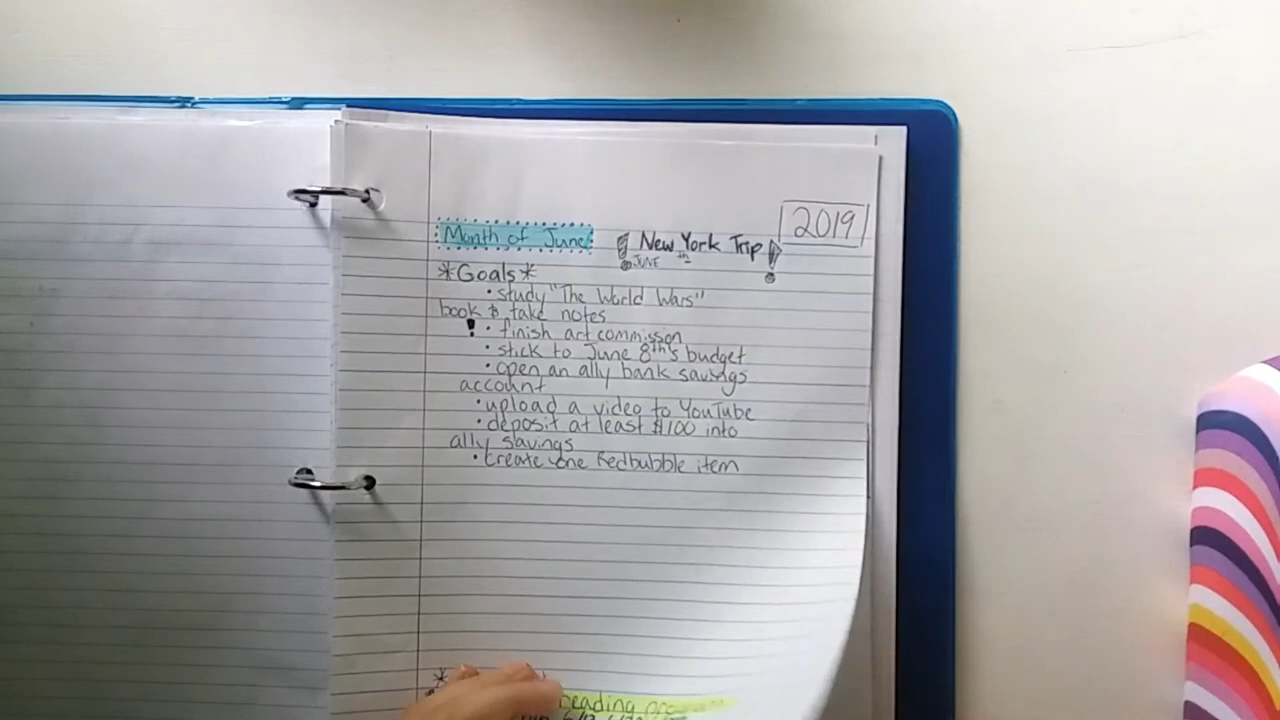 2019
Month of June
! New York Trip!
JUNE th
*Goals*
• study "The World Wars"
book & take notes
! • finish art commisson
• stick to June 8th's budget
• open an ally bank savings
account
• upload a video to YouTube
• deposit at least $100 into
ally savings
• create one Redbubble item
*
reading